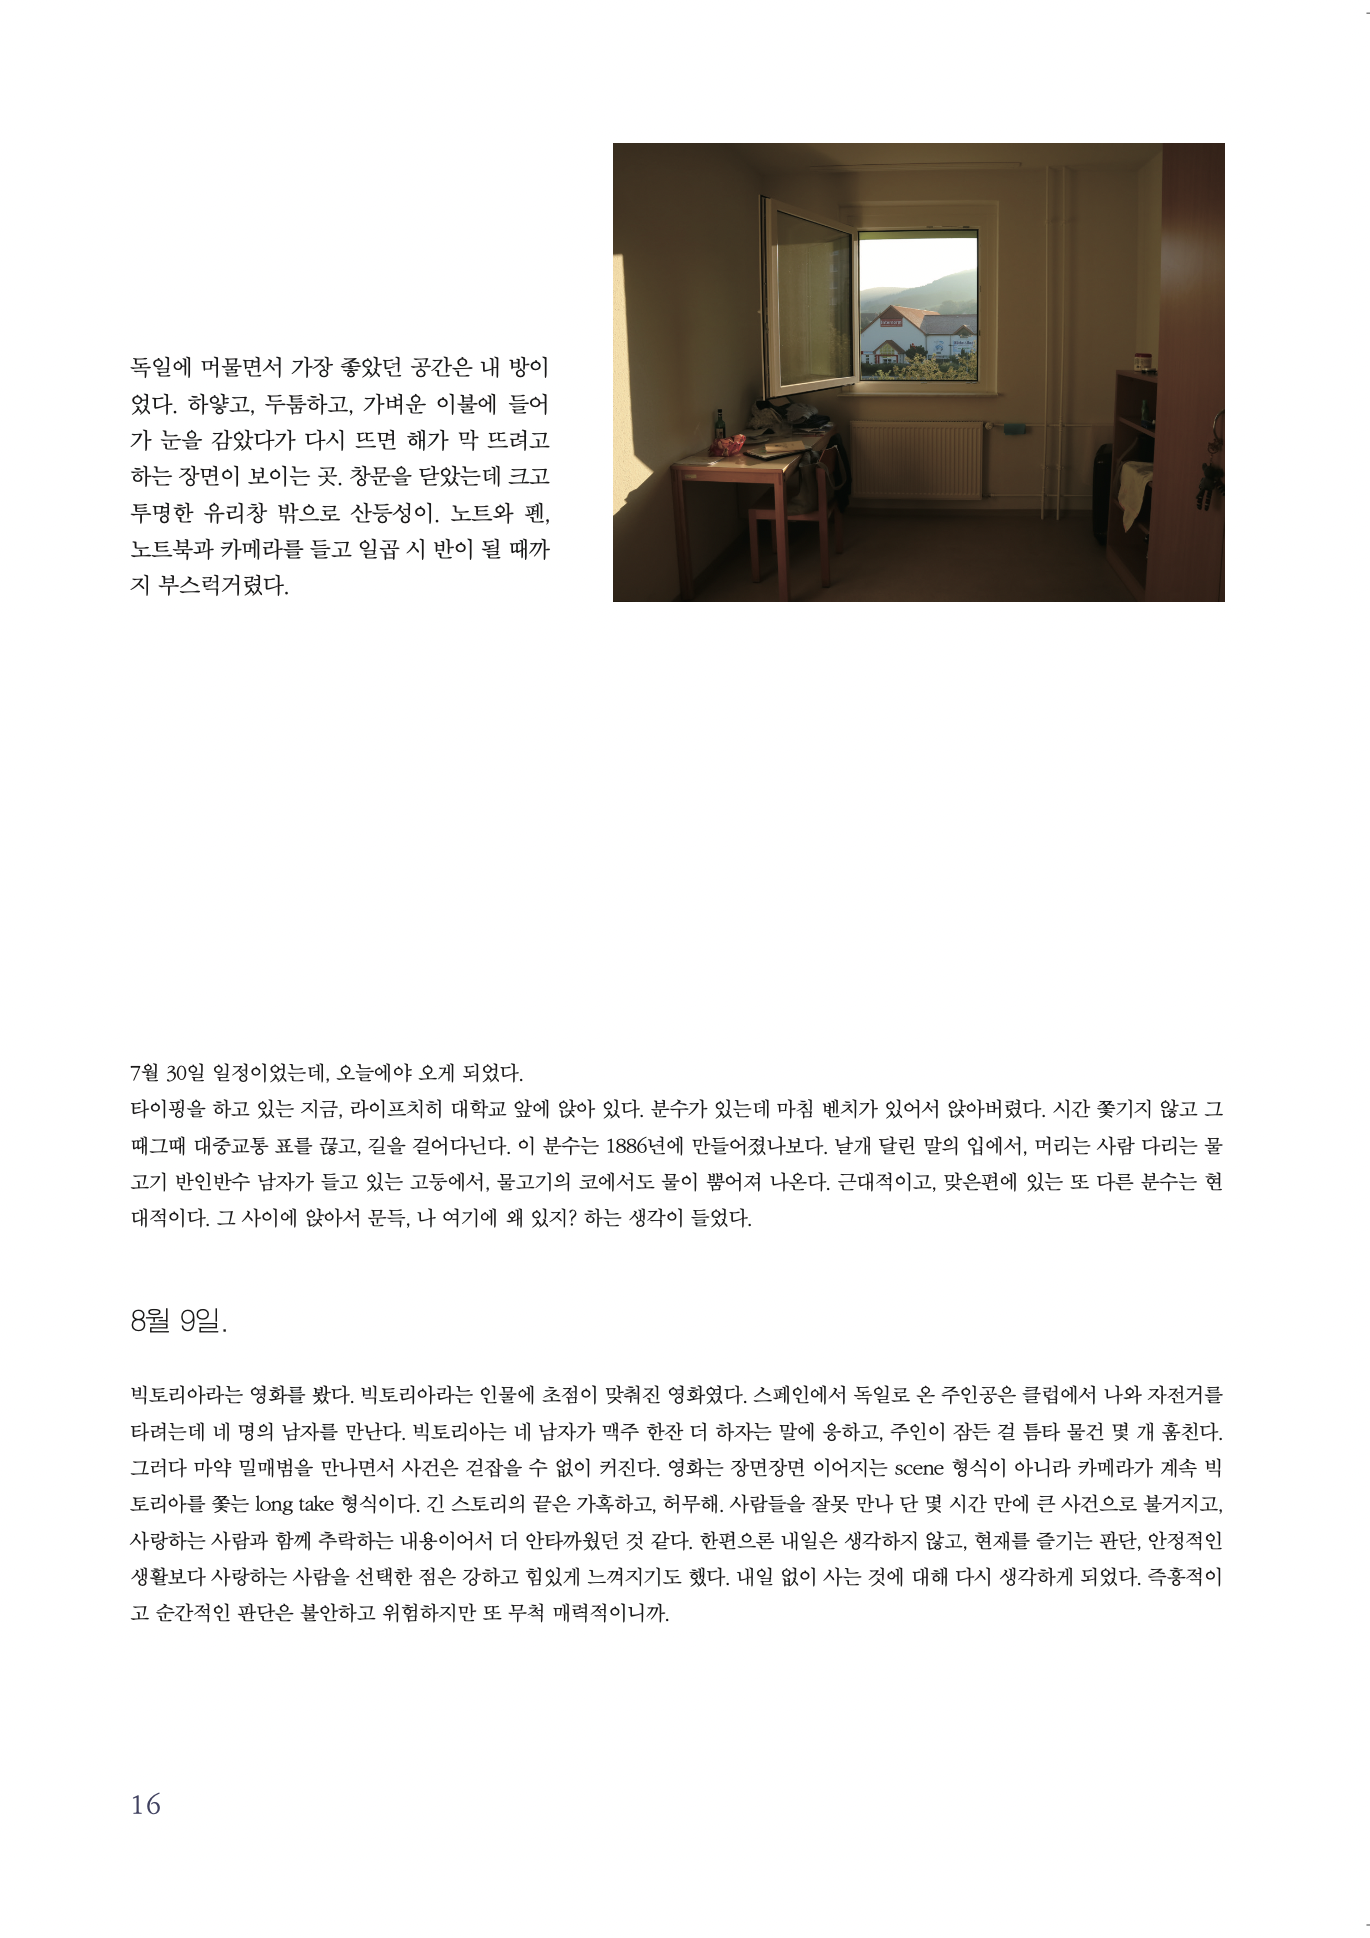 독일에 머물면서 가장 좋았던 공간은 내 방이
었다. 하얗고, 두툼하고, 가벼운 이불에 들어
가 눈을 감았다가 다시 뜨면 해가 막 뜨려고
하는 장면이 보이는 곳. 창문을 닫았는데 크고
투명한 유리창 밖으로 산등성이. 노트와 펜,
노트북과 카메라를 들고 일곱 시 반이 될 때까
지 부스럭거렸다.
7월 30일 일정이었는데, 오늘에야 오게 되었다.
타이핑을 하고 있는 지금, 라이프치히 대학교 앞에 앉아 있다. 분수가 있는데 마침 벤치가 있어서 앉아버렸다. 시간 쫓기지 않고 그
때그때 대중교통 표를 끊고, 길을 걸어다닌다. 이 분수는 1886년에 만들어졌나보다. 날개 달린 말의 입에서, 머리는 사람 다리는 물
고기 반인반수 남자가 들고 있는 고둥에서, 물고기의 코에서도 물이 뿜어져 나온다. 근대적이고, 맞은편에 있는 또 다른 분수는 현
대적이다. 그 사이에 앉아서 문득, 나 여기에 왜 있지? 하는 생각이 들었다.
8월 9일.
빅토리아라는 영화를 봤다. 빅토리아라는 인물에 초점이 맞춰진 영화였다. 스페인에서 독일로 온 주인공은 클럽에서 나와 자전거를
타려는데 네 명의 남자를 만난다. 빅토리아는 네 남자가 맥주 한잔 더 하자는 말에 응하고, 주인이 잠든 걸 틈타 물건 몇 개 훔친다.
그러다 마약 밀매범을 만나면서 사건은 걷잡을 수 없이 커진다. 영화는 장면장면 이어지는 scene 형식이 아니라 카메라가 계속 빅
토리아를 쫓는 long take 형식이다. 긴 스토리의 끝은 가혹하고, 허무해. 사람들을 잘못 만나 단 몇 시간 만에 큰 사건으로 불거지고,
사랑하는 사람과 함께 추락하는 내용이어서 더 안타까웠던 것 같다. 한편으론 내일은 생각하지 않고, 현재를 즐기는 판단, 안정적인
생활보다 사랑하는 사람을 선택한 점은 강하고 힘있게 느껴지기도 했다. 내일 없이 사는 것에 대해 다시 생각하게 되었다. 즉흥적이
고 순간적인 판단은 불안하고 위험하지만 또 무척 매력적이니까.
16